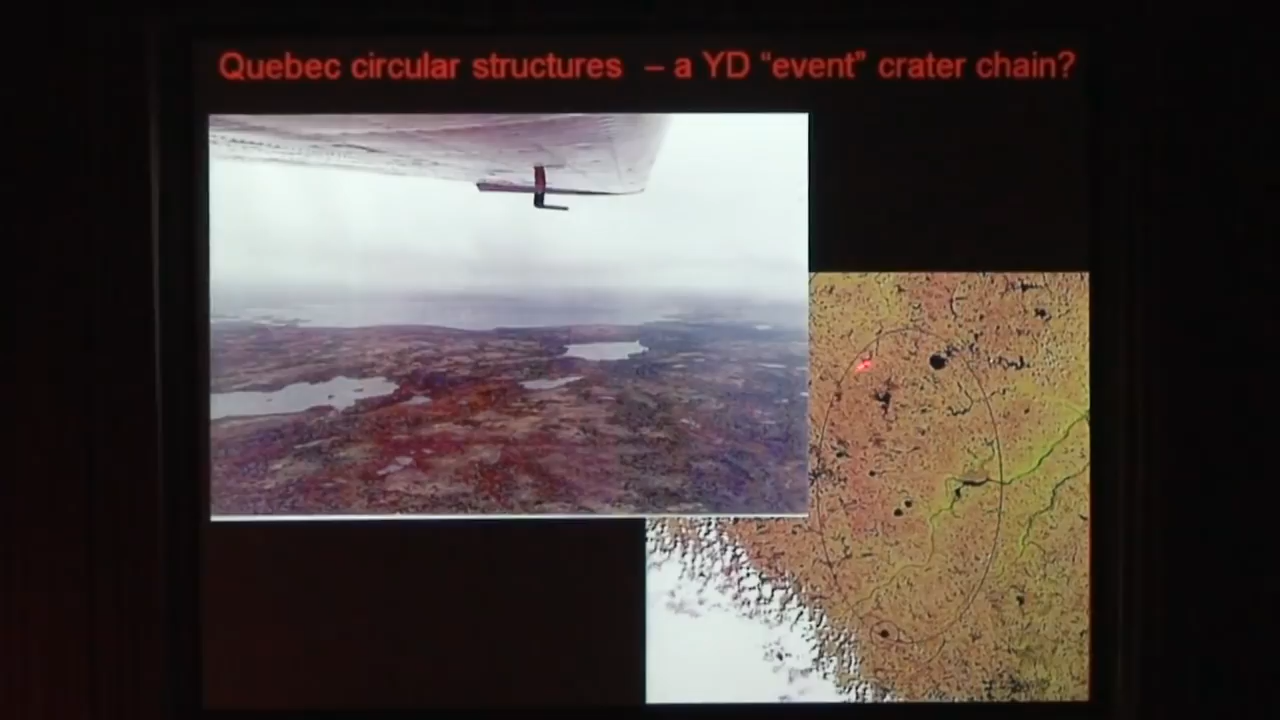 Quebec circular structures – a YD “event” crater chain?